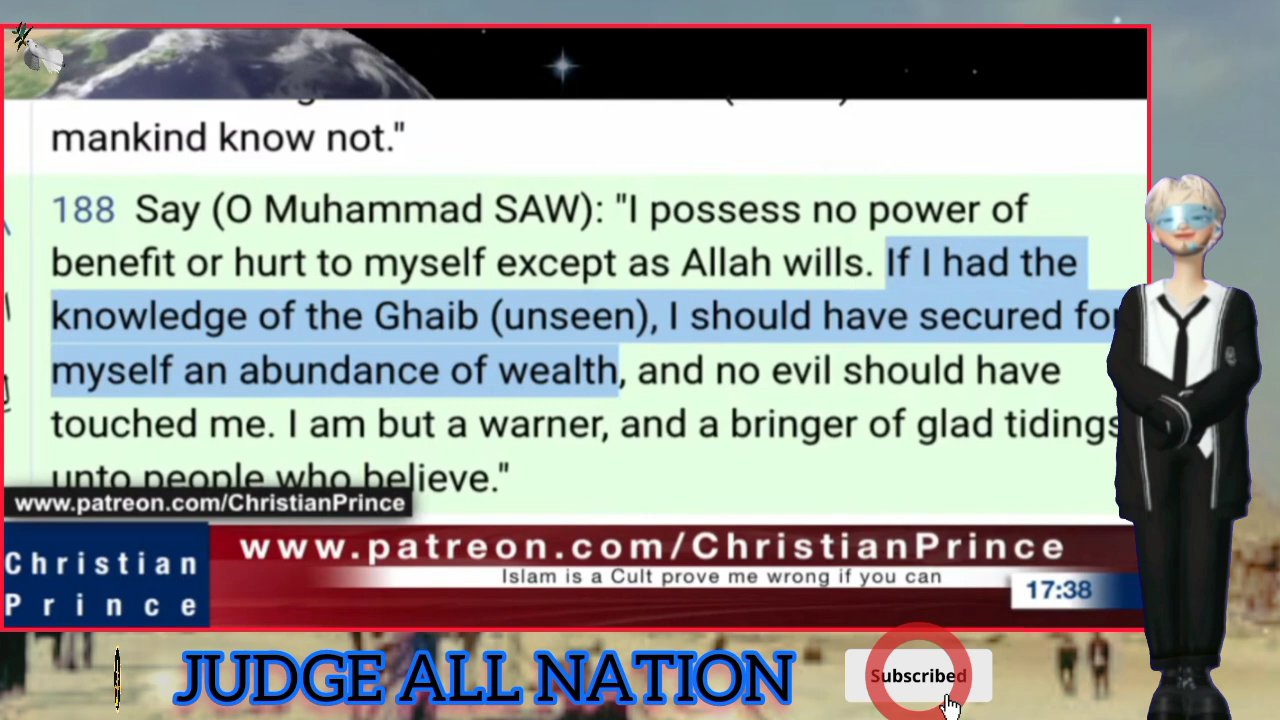 mankind know not."
188 Say (O Muhammad SAW): "I possess no power of
benefit or hurt to myself except as Allah wills. If I had the
knowledge of the Ghaib (unseen), I should have secured for
myself an abundance of wealth, and no evil should have
touched me. I am but a warner, and a bringer of glad tidings
unto people who believe."
www.patreon.com/ChristianPrince
Christian
Prince
www.patreon.com/ChristianPrince
Islam is a Cult prove me wrong if you can
17:38
JUDGE ALL NATION
Subscribed